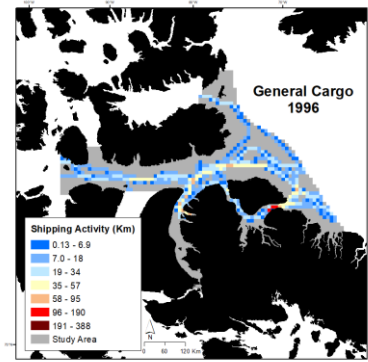 General Cargo
1996
Shipping Activity (Km)
0.13 - 6.9
7.0 - 18
19 - 34
35 - 57
58 - 95
96 - 190
191 - 388
Study Area
N
0 60 120 Km